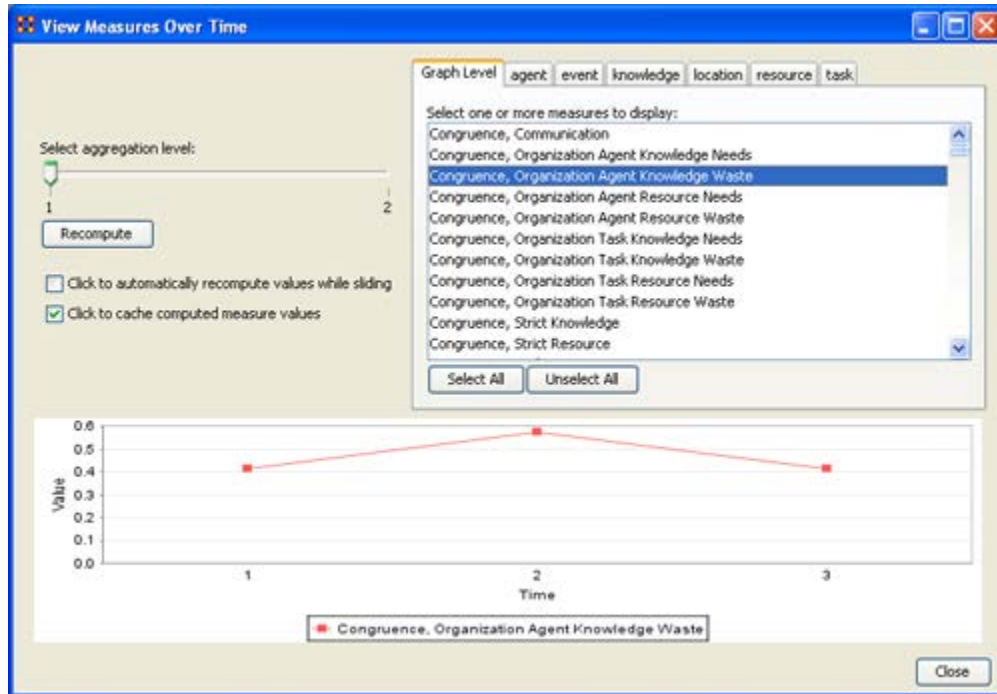 View Measures Over Time
Graph Level agent event knowledge location resource task
Select one or more measures to display:
Congruence, Communication
Congruence, Organization Agent Knowledge Needs
Congruence, Organization Agent Knowledge Waste
Congruence, Organization Agent Resource Needs
Congruence, Organization Agent Resource Waste
Congruence, Organization Task Knowledge Needs
Congruence, Organization Task Knowledge Waste
Congruence, Organization Task Resource Needs
Congruence, Organization Task Resource Waste
Congruence, Strict Knowledge
Congruence, Strict Resource
Select All Unselect All
Select aggregation level:
1 2
Recompute
Click to automatically recompute values while sliding
Click to cache computed measure values
Value
0.6
0.5
0.4
0.3
0.2
0.1
0.0
1 2 3
Time
Congruence, Organization Agent Knowledge Waste
Close